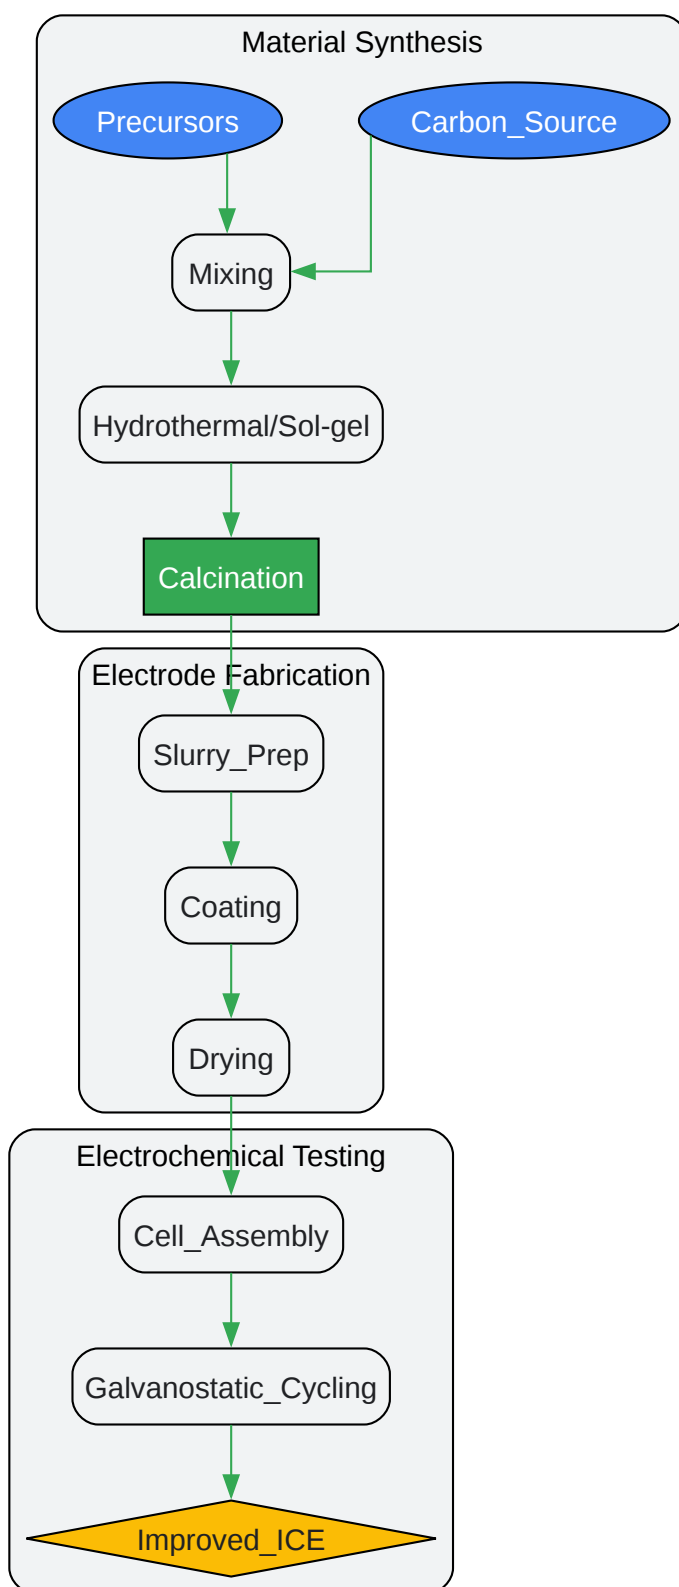 Material Synthesis
Precursors
Carbon_Source
Mixing
Hydrothermal/Sol-gel
Calcination
Electrode Fabrication
Slurry_Prep
Coating
Drying
Electrochemical Testing
Cell_Assembly
Galvanostatic_Cycling
Improved_ICE